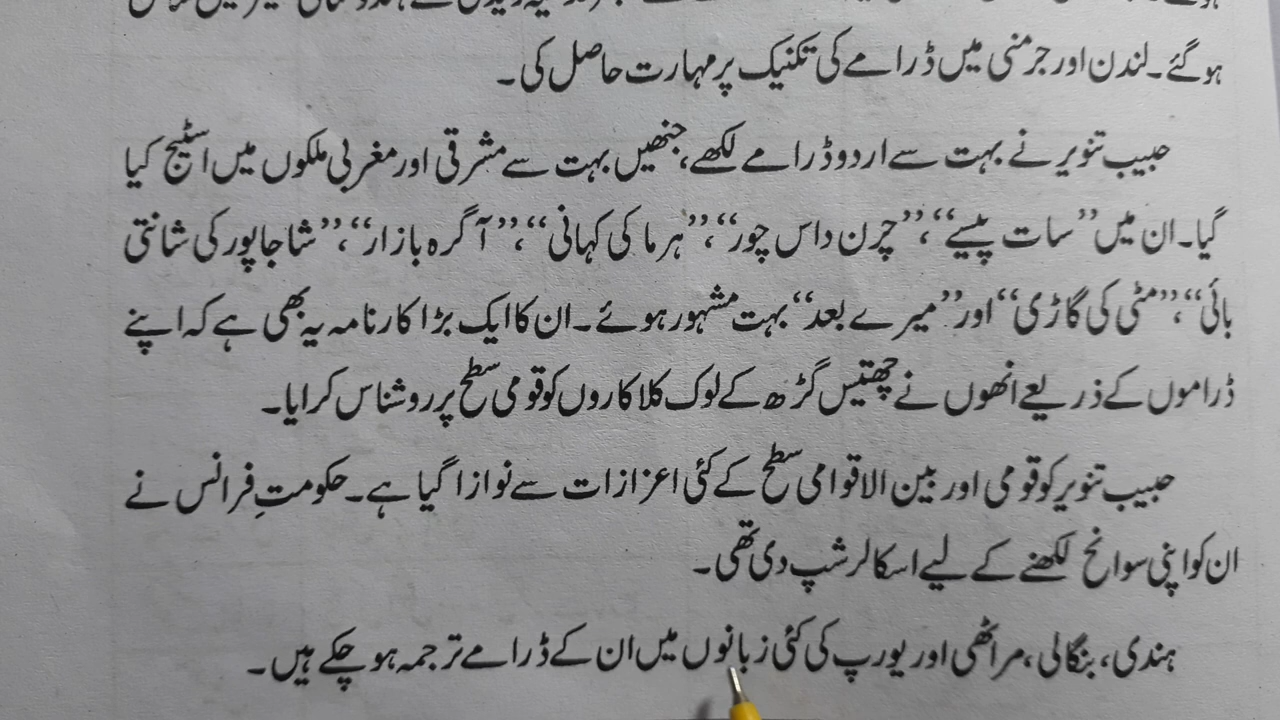 ہوگئے۔ لندن اور جرمنی میں ڈرامے کی تکنیک پر مہارت حاصل کی۔
حبیب تنویر نے بہت سے اردو ڈرامے لکھے، جنھیں بہت سے مشرقی اور مغربی ملکوں میں اسٹیج کیا
گیا۔ ان میں ”سات پیسے“، ”چرن داس چور“، ”ہرما کی کہانی“، ”آگرہ بازار“، ”شاجاپور کی شانتی
بائی“، ”مٹی کی گاڑی“ اور ”میرے بعد“ بہت مشہور ہوئے۔ ان کا ایک بڑا کارنامہ یہ بھی ہے کہ اپنے
ڈراموں کے ذریعے انھوں نے چھتیس گڑھ کے لوک کلاکاروں کو قومی سطح پر روشناس کرایا۔
حبیب تنویر کو قومی اور بین الاقوامی سطح کے کئی اعزازات سے نوازا گیا ہے۔ حکومتِ فرانس نے
ان کو اپنی سوانح لکھنے کے لیے اسکالرشپ دی تھی۔
ہندی، بنگالی، مراٹھی اور یورپ کی کئی زبانوں میں ان کے ڈرامے ترجمہ ہو چکے ہیں۔